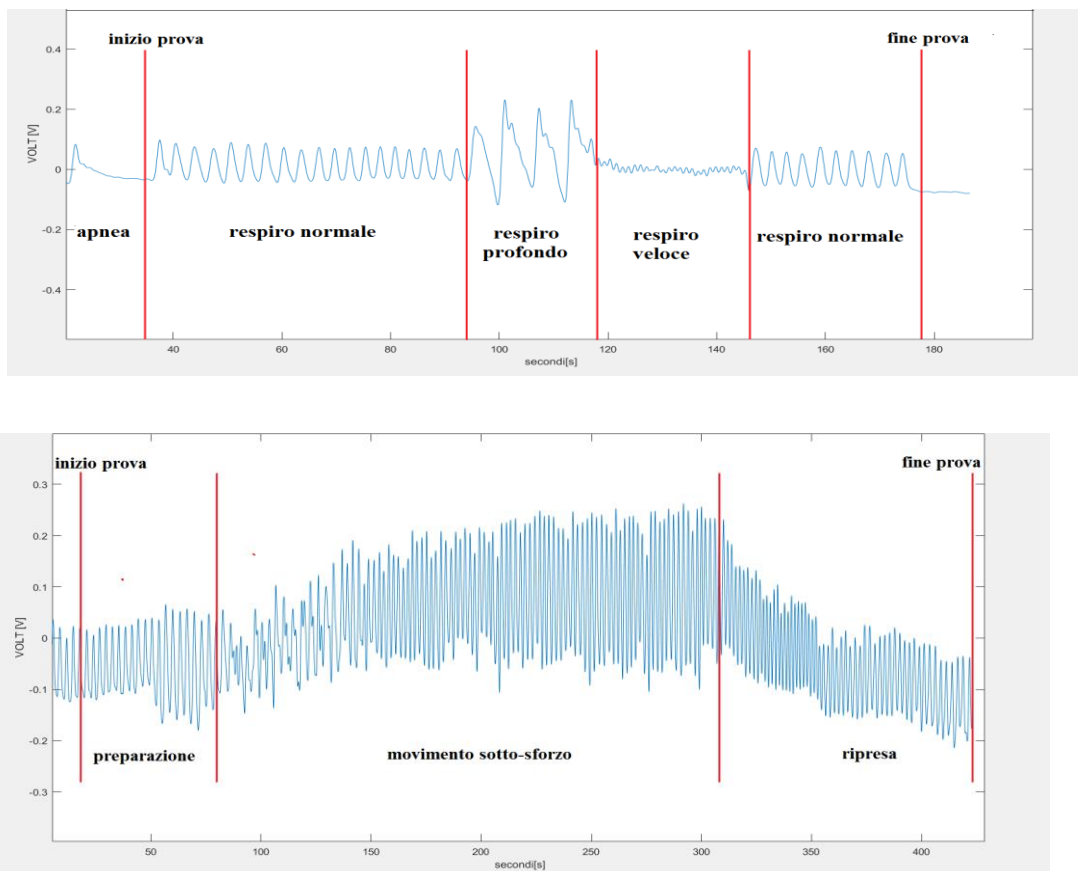 inizio prova
fine prova
0.4
0.2
0
-0.2
-0.4
VOLT [V]
apnea
respiro normale
respiro
profondo
respiro
veloce
respiro normale
40
60
80
100
120
140
160
180
secondi[s]
inizio prova
fine prova
0.3
0.2
0.1
0
-0.1
-0.2
-0.3
VOLT [V]
preparazione
movimento sotto-sforzo
ripresa
50
100
150
200
250
300
350
400
secondi[s]